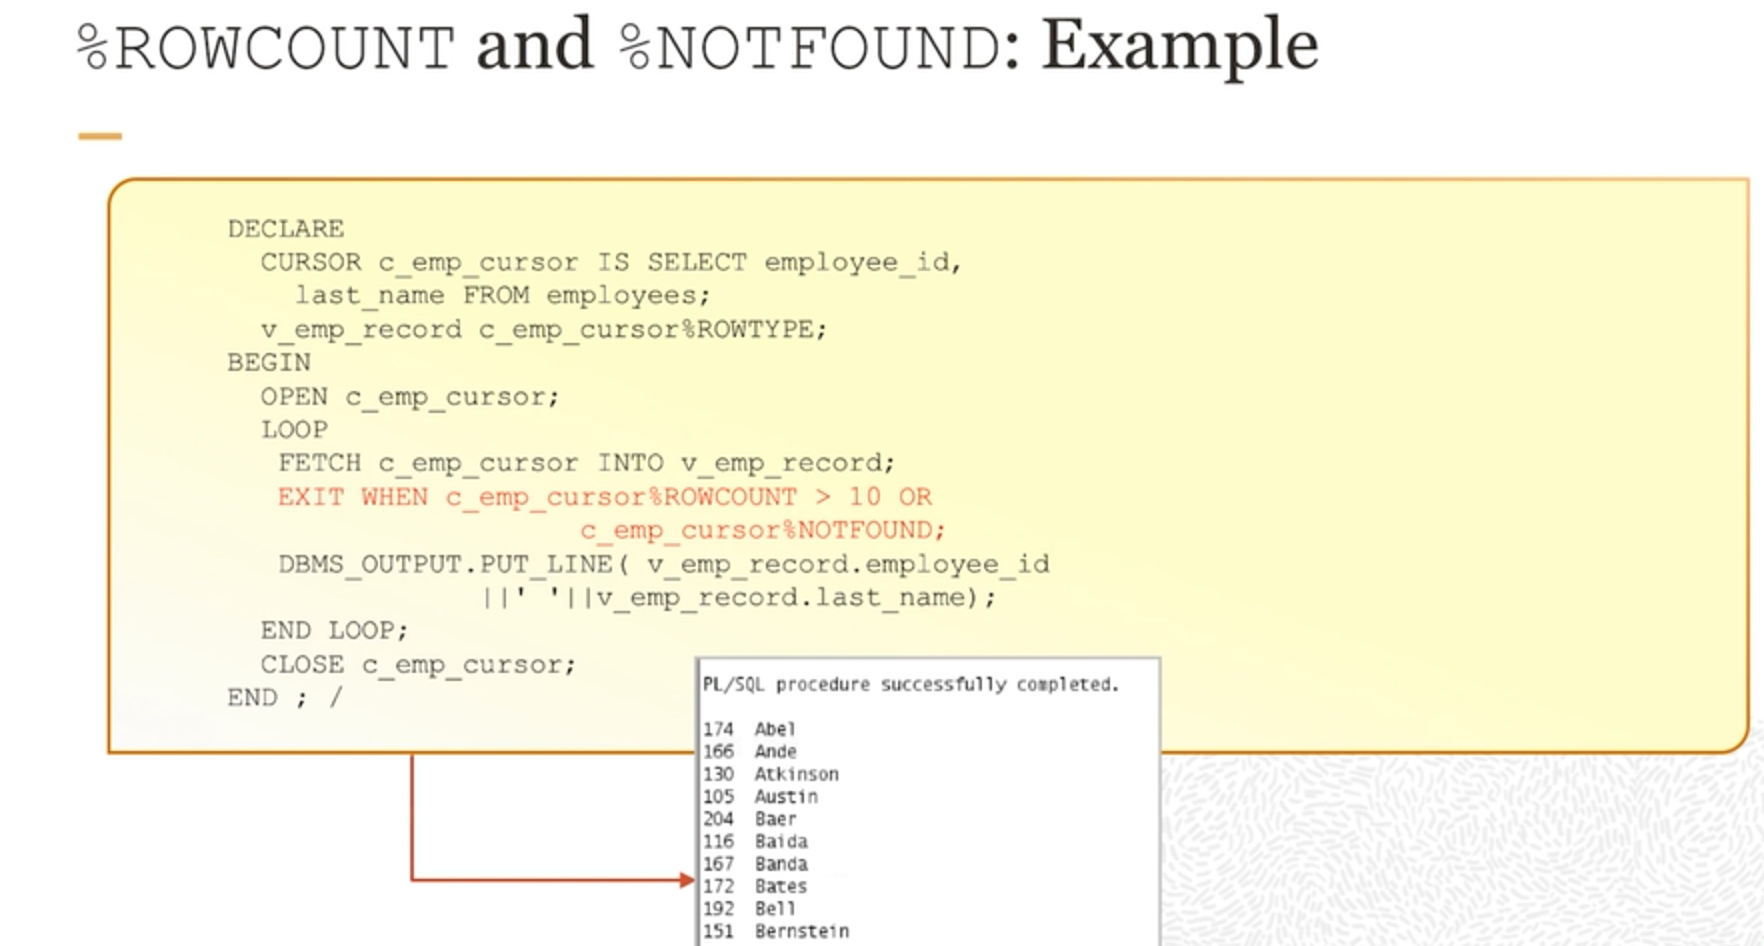 %ROWCOUNT and %NOTFOUND: Example
DECLARE
CURSOR c_emp_cursor IS SELECT employee_id,
last_name FROM employees;
v_emp_record c_emp_cursor%ROWTYPE;
BEGIN
OPEN c_emp_cursor;
LOOP
FETCH c_emp_cursor INTO v_emp_record;
EXIT WHEN c_emp_cursor%ROWCOUNT > 10 OR
c_emp_cursor%NOTFOUND;
DBMS_OUTPUT.PUT_LINE( v_emp_record.employee_id
||' '||v_emp_record.last_name);
END LOOP;
CLOSE c_emp_cursor;
END ; /
PL/SQL procedure successfully completed.
174 Abel
166 Ande
130 Atkinson
105 Austin
204 Baer
116 Baida
167 Banda
172 Bates
192 Bell
151 Bernstein